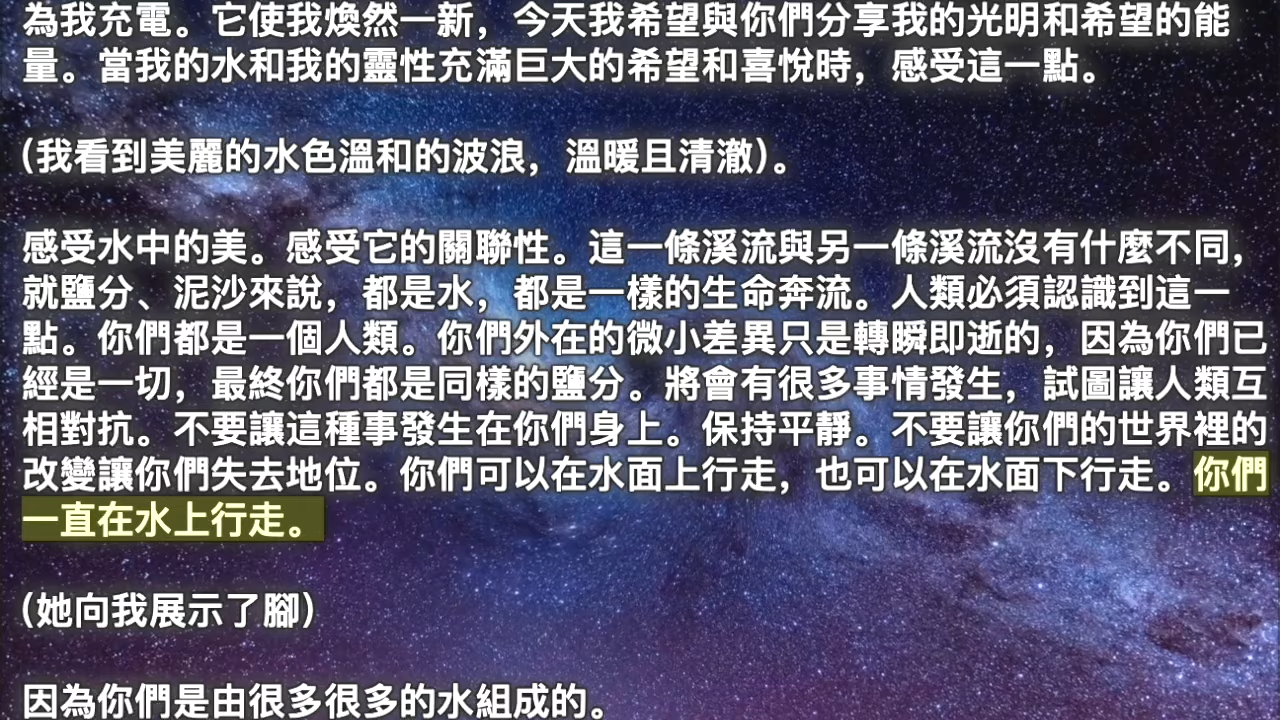 為我充電。它使我煥然一新，今天我希望與你們分享我的光明和希望的能
量。當我的水和我的靈性充滿巨大的希望和喜悅時，感受這一點。
(我看到美麗的水色溫和的波浪，溫暖且清澈)。
感受水中的美。感受它的關聯性。這一條溪流與另一條溪流沒有什麼不同，
就鹽分、泥沙來說，都是水，都是一樣的生命奔流。人類必須認識到這一
點。你們都是一個人類。你們外在的微小差異只是轉瞬即逝的，因為你們已
經是一切，最終你們都是同樣的鹽分。將會有很多事情發生，試圖讓人類互
相對抗。不要讓這種事發生在你們身上。保持平靜。不要讓你們的世界裡的
改變讓你們失去地位。你們可以在水面上行走，也可以在水面下行走。你們
一直在水上行走。
(她向我展示了腳)
因為你們是由很多很多的水組成的。